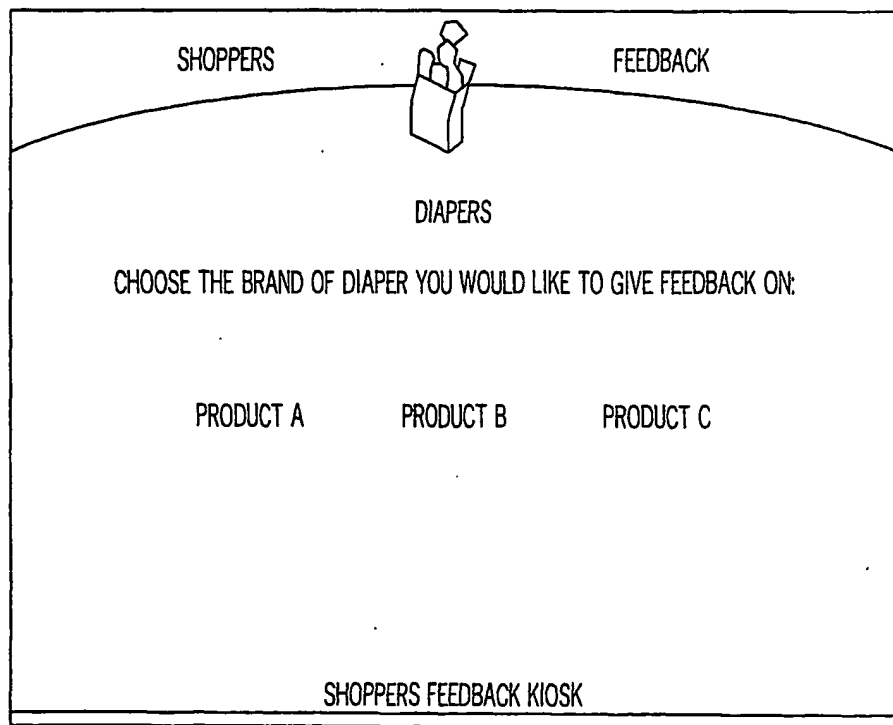 SHOPPERS FEEDBACK
DIAPERS
CHOOSE THE BRAND OF DIAPER YOU WOULD LIKE TO GIVE FEEDBACK ON:
PRODUCT A PRODUCT B PRODUCT C
SHOPPERS FEEDBACK KIOSK